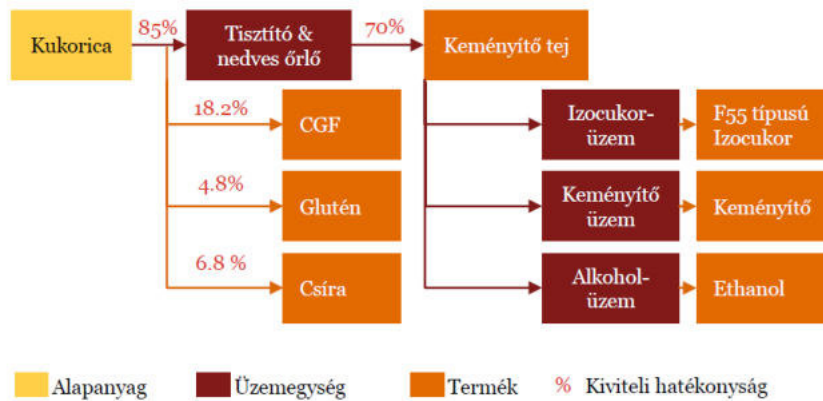 Kukorica
85%
Tisztító &
nedves őrlő
70%
Keményítő tej
18.2%
CGF
4.8%
Glutén
6.8 %
Csíra
Izocukor-
üzem
F55 típusú
Izocukor
Keményítő
üzem
Keményítő
Alkohol-
üzem
Ethanol
Alapanyag
Üzemegység
Termék
% Kiviteli hatékonyság